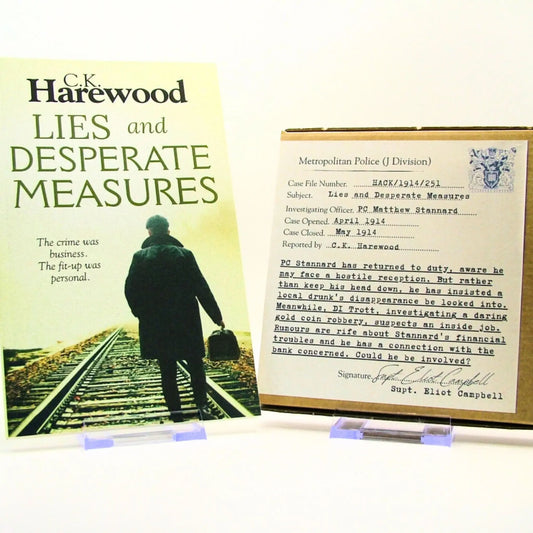 C.K.
Harewood
LIES and
DESPERATE
MEASURES
The crime was
business.
The fit-up was
personal.
Metropolitan Police (J Division)
Case File Number. HACK/1914/251
Subject. Lies and Desperate Measures
Investigating Officer. PC Matthew Stannard
Case Opened. April 1914
Case Closed. May 1914
Reported by C.K. Harewood
PC Stannard has returned to duty, aware he
may face a hostile reception. But rather
than keep his head down, he has insisted a
local drunk's disappearance be looked into.
Meanwhile, DI Trott, investigating a daring
gold coin robbery, suspects an inside job.
Rumours are rife about Stannard's financial
troubles and he has a connection with the
bank concerned. Could he be involved?
Signature Supt. Eliot Campbell
Supt. Eliot Campbell